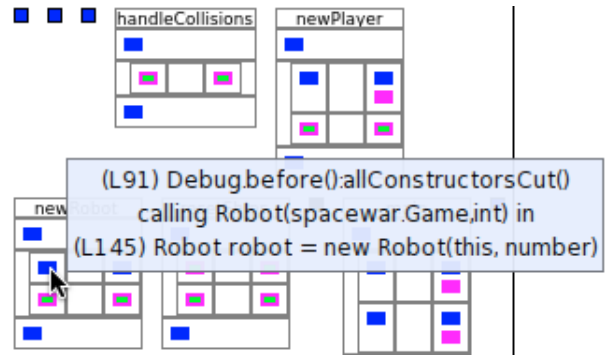 handleCollisions
newPlayer
(L91) Debug.before():allConstructorsCut()
calling Robot(spacewar.Game,int) in
(L145) Robot robot = new Robot(this, number)
newRobot